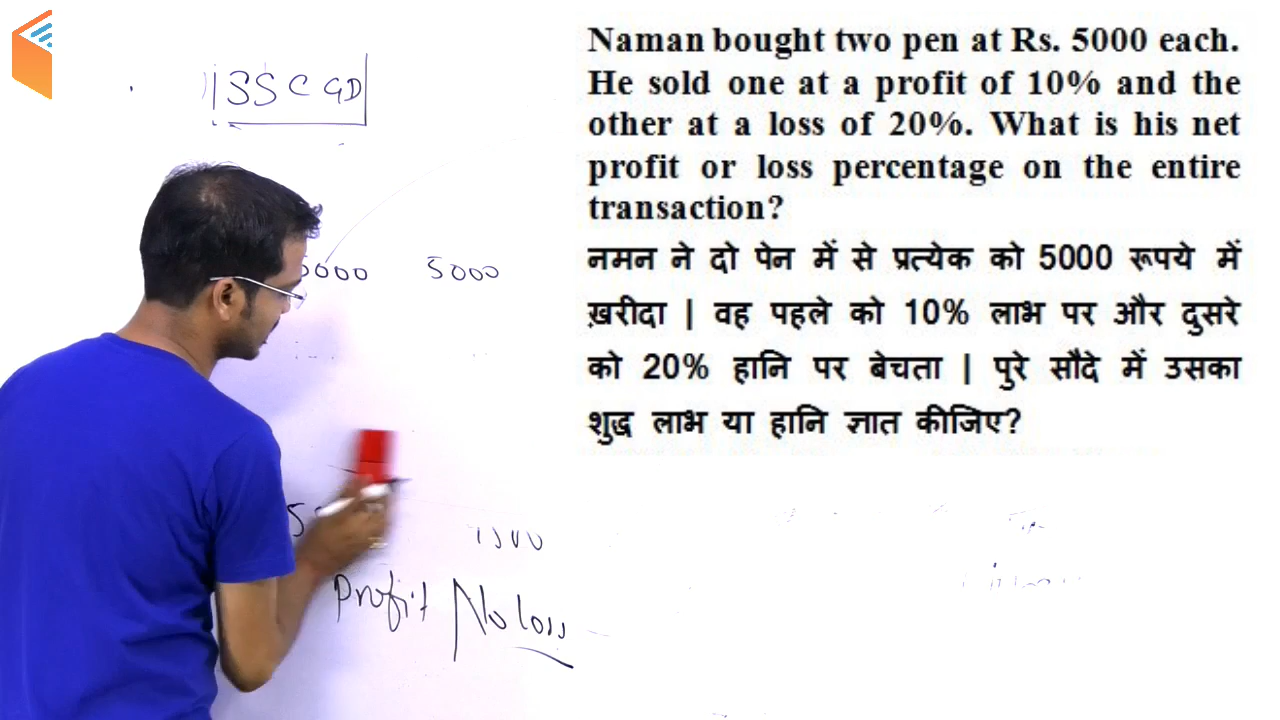 SSC GD
Naman bought two pen at Rs. 5000 each.
He sold one at a profit of 10% and the
other at a loss of 20%. What is his net
profit or loss percentage on the entire
transaction?
नमन ने दो पेन में से प्रत्येक को 5000 रूपये में
ख़रीदा | वह पहले को 10% लाभ पर और दुसरे
को 20% हानि पर बेचता | पुरे सौदे में उसका
शुद्ध लाभ या हानि ज्ञात कीजिए?
5000
Profit No loss